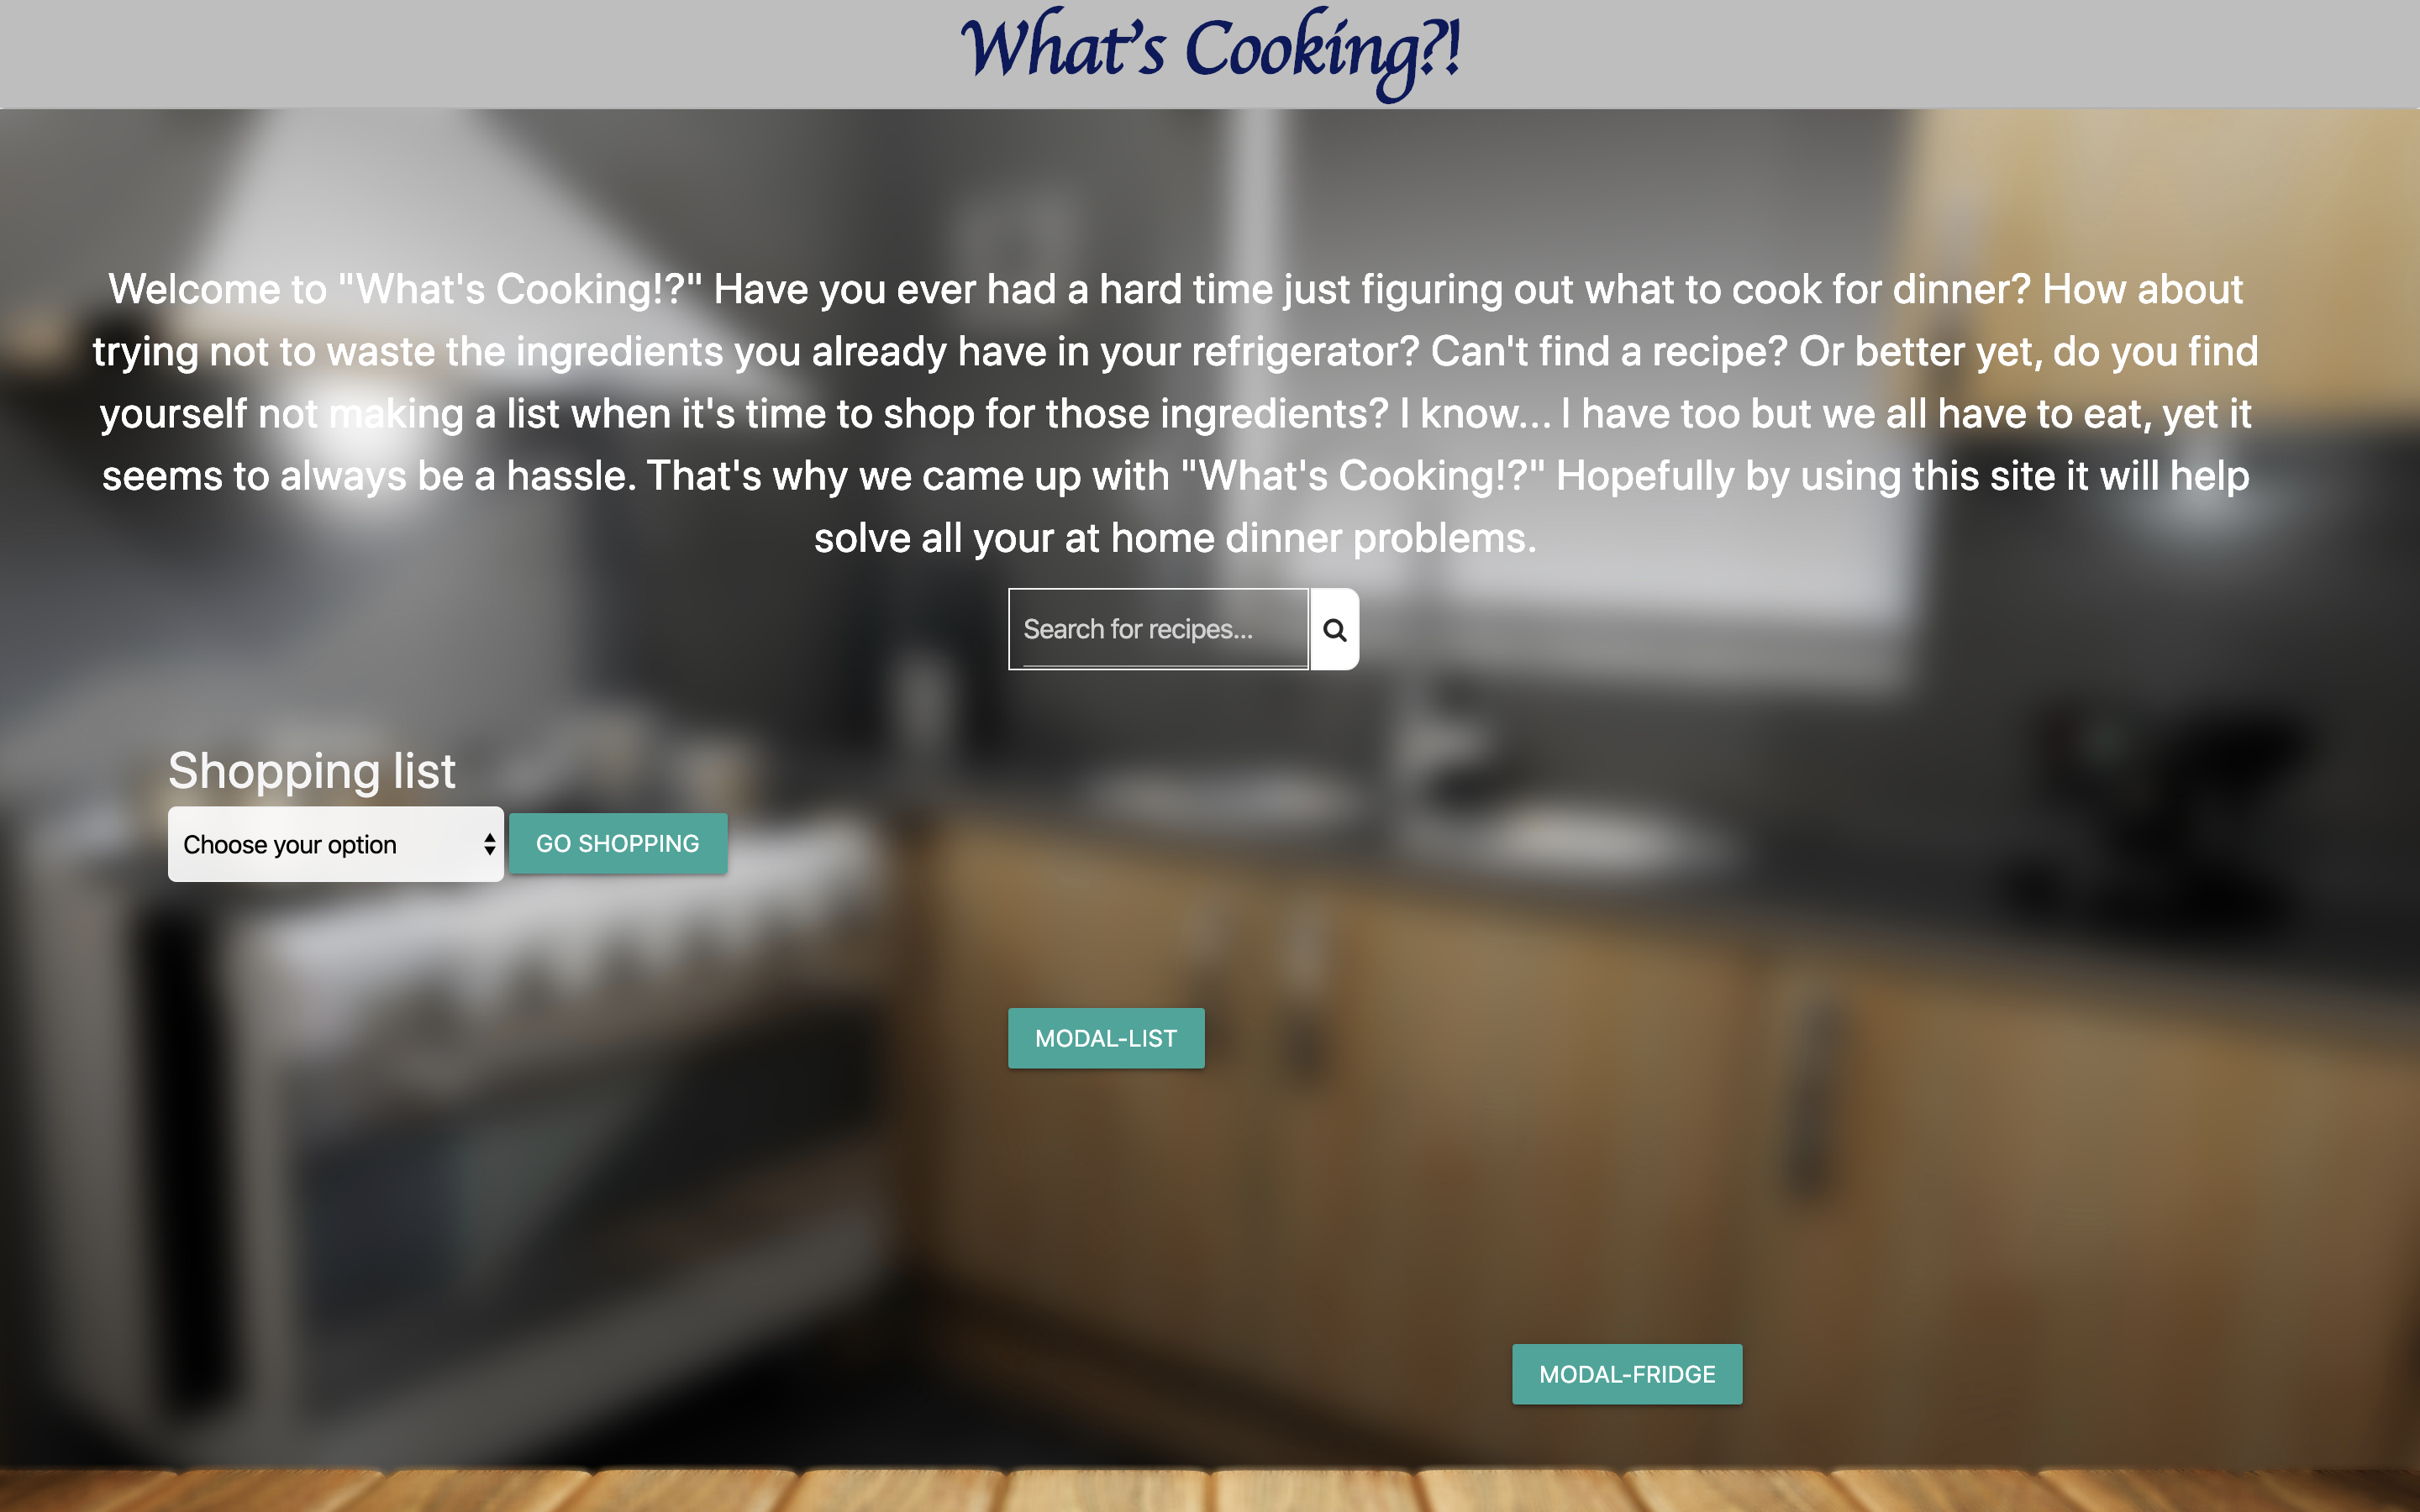 What's Cooking?!
Welcome to "What's Cooking!?" Have you ever had a hard time just figuring out what to cook for dinner? How about
trying not to waste the ingredients you already have in your refrigerator? Can't find a recipe? Or better yet, do you find
yourself not making a list when it's time to shop for those ingredients? I know... I have too but we all have to eat, yet it
seems to always be a hassle. That's why we came up with "What's Cooking!?" Hopefully by using this site it will help
solve all your at home dinner problems.
Search for recipes...
Shopping list
Choose your option
GO SHOPPING
MODAL-LIST
MODAL-FRIDGE